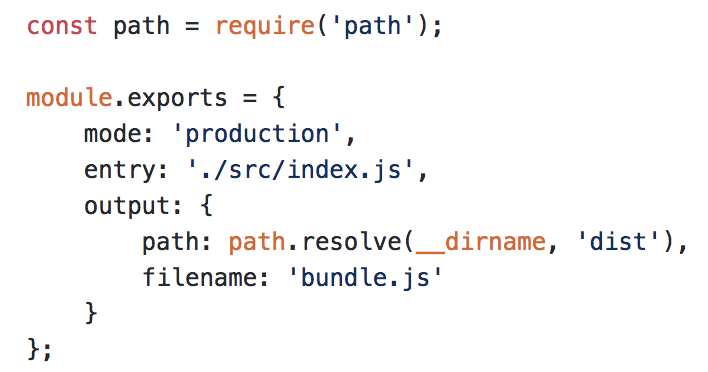 const path = require('path');

module.exports = {
    mode: 'production',
    entry: './src/index.js',
    output: {
        path: path.resolve(__dirname, 'dist'),
        filename: 'bundle.js'
    }
};